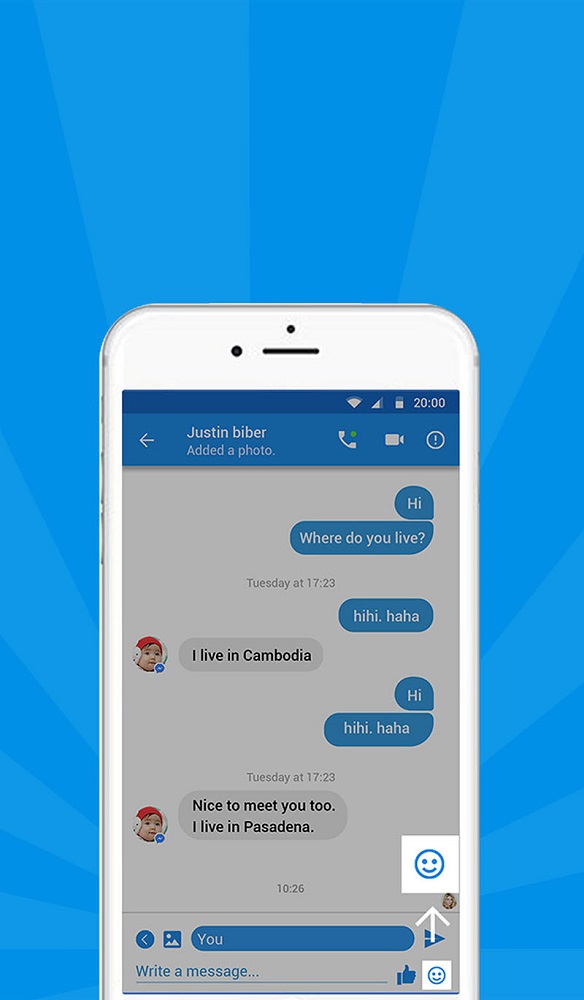 20:00
Justin biber
Added a photo.
Hi
Where do you live?
Tuesday at 17:23
hihi. haha
I live in Cambodia
Hi
hihi. haha
Tuesday at 17:23
Nice to meet you too.
I live in Pasadena.
10:26
You
Write a message...